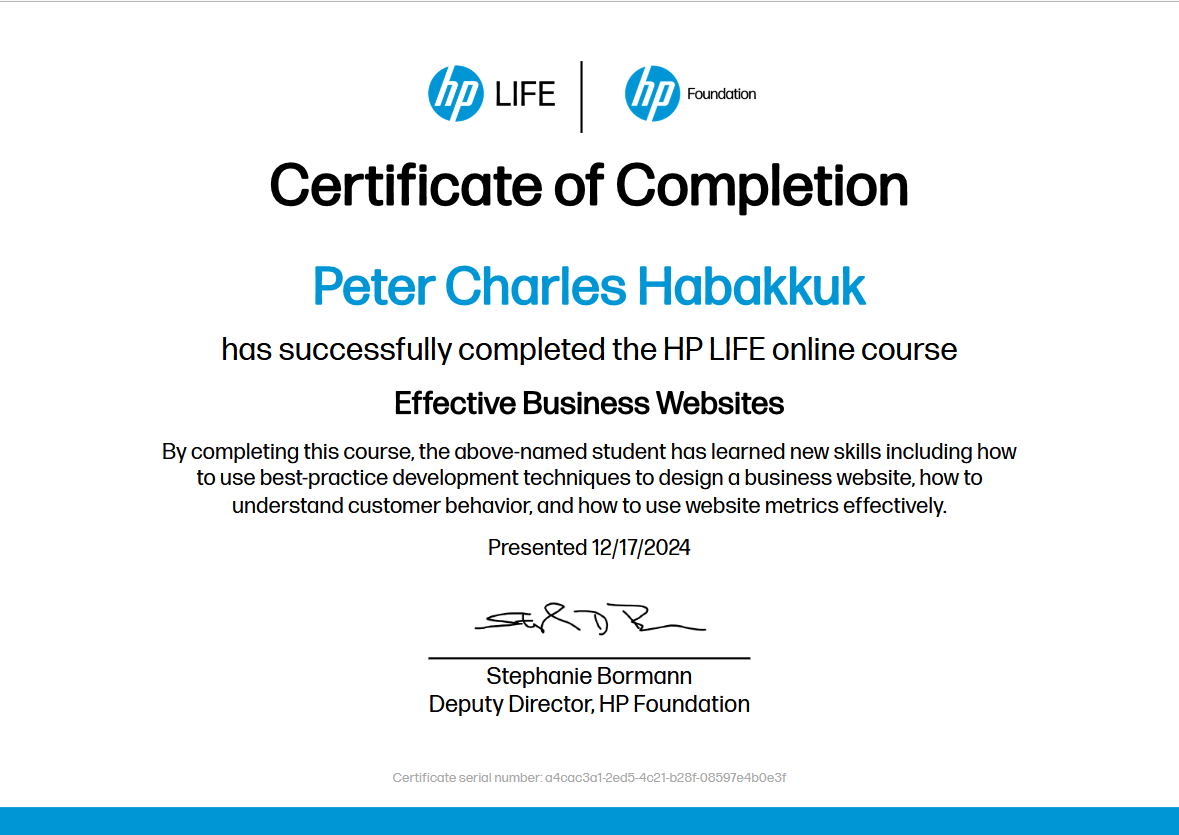 hp LIFE
hp Foundation
Certificate of Completion
Peter Charles Habakkuk
has successfully completed the HP LIFE online course
Effective Business Websites
By completing this course, the above-named student has learned new skills including how
to use best-practice development techniques to design a business website, how to
understand customer behavior, and how to use website metrics effectively.
Presented 12/17/2024
Stephanie Bormann
Deputy Director, HP Foundation
Certificate serial number: a4cac3a1-2ed5-4c21-b28f-08597e4b0e3f